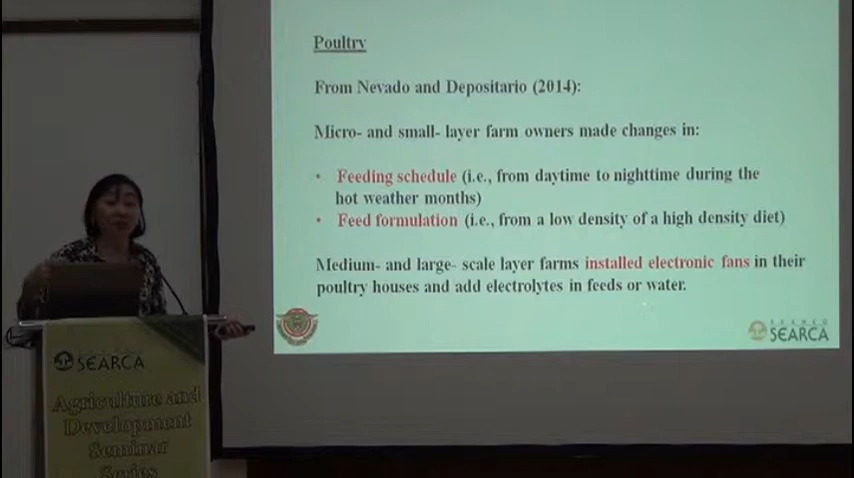 Poultry
From Nevado and Depositario (2014):
Micro- and small- layer farm owners made changes in:
• Feeding schedule (i.e., from daytime to nighttime during the
hot weather months)
• Feed formulation (i.e., from a low density of a high density diet)
Medium- and large- scale layer farms installed electronic fans in their
poultry houses and add electrolytes in feeds or water.
SEAMEO
SEARCA
SEARCA
Agriculture and
Development
Seminar
Series